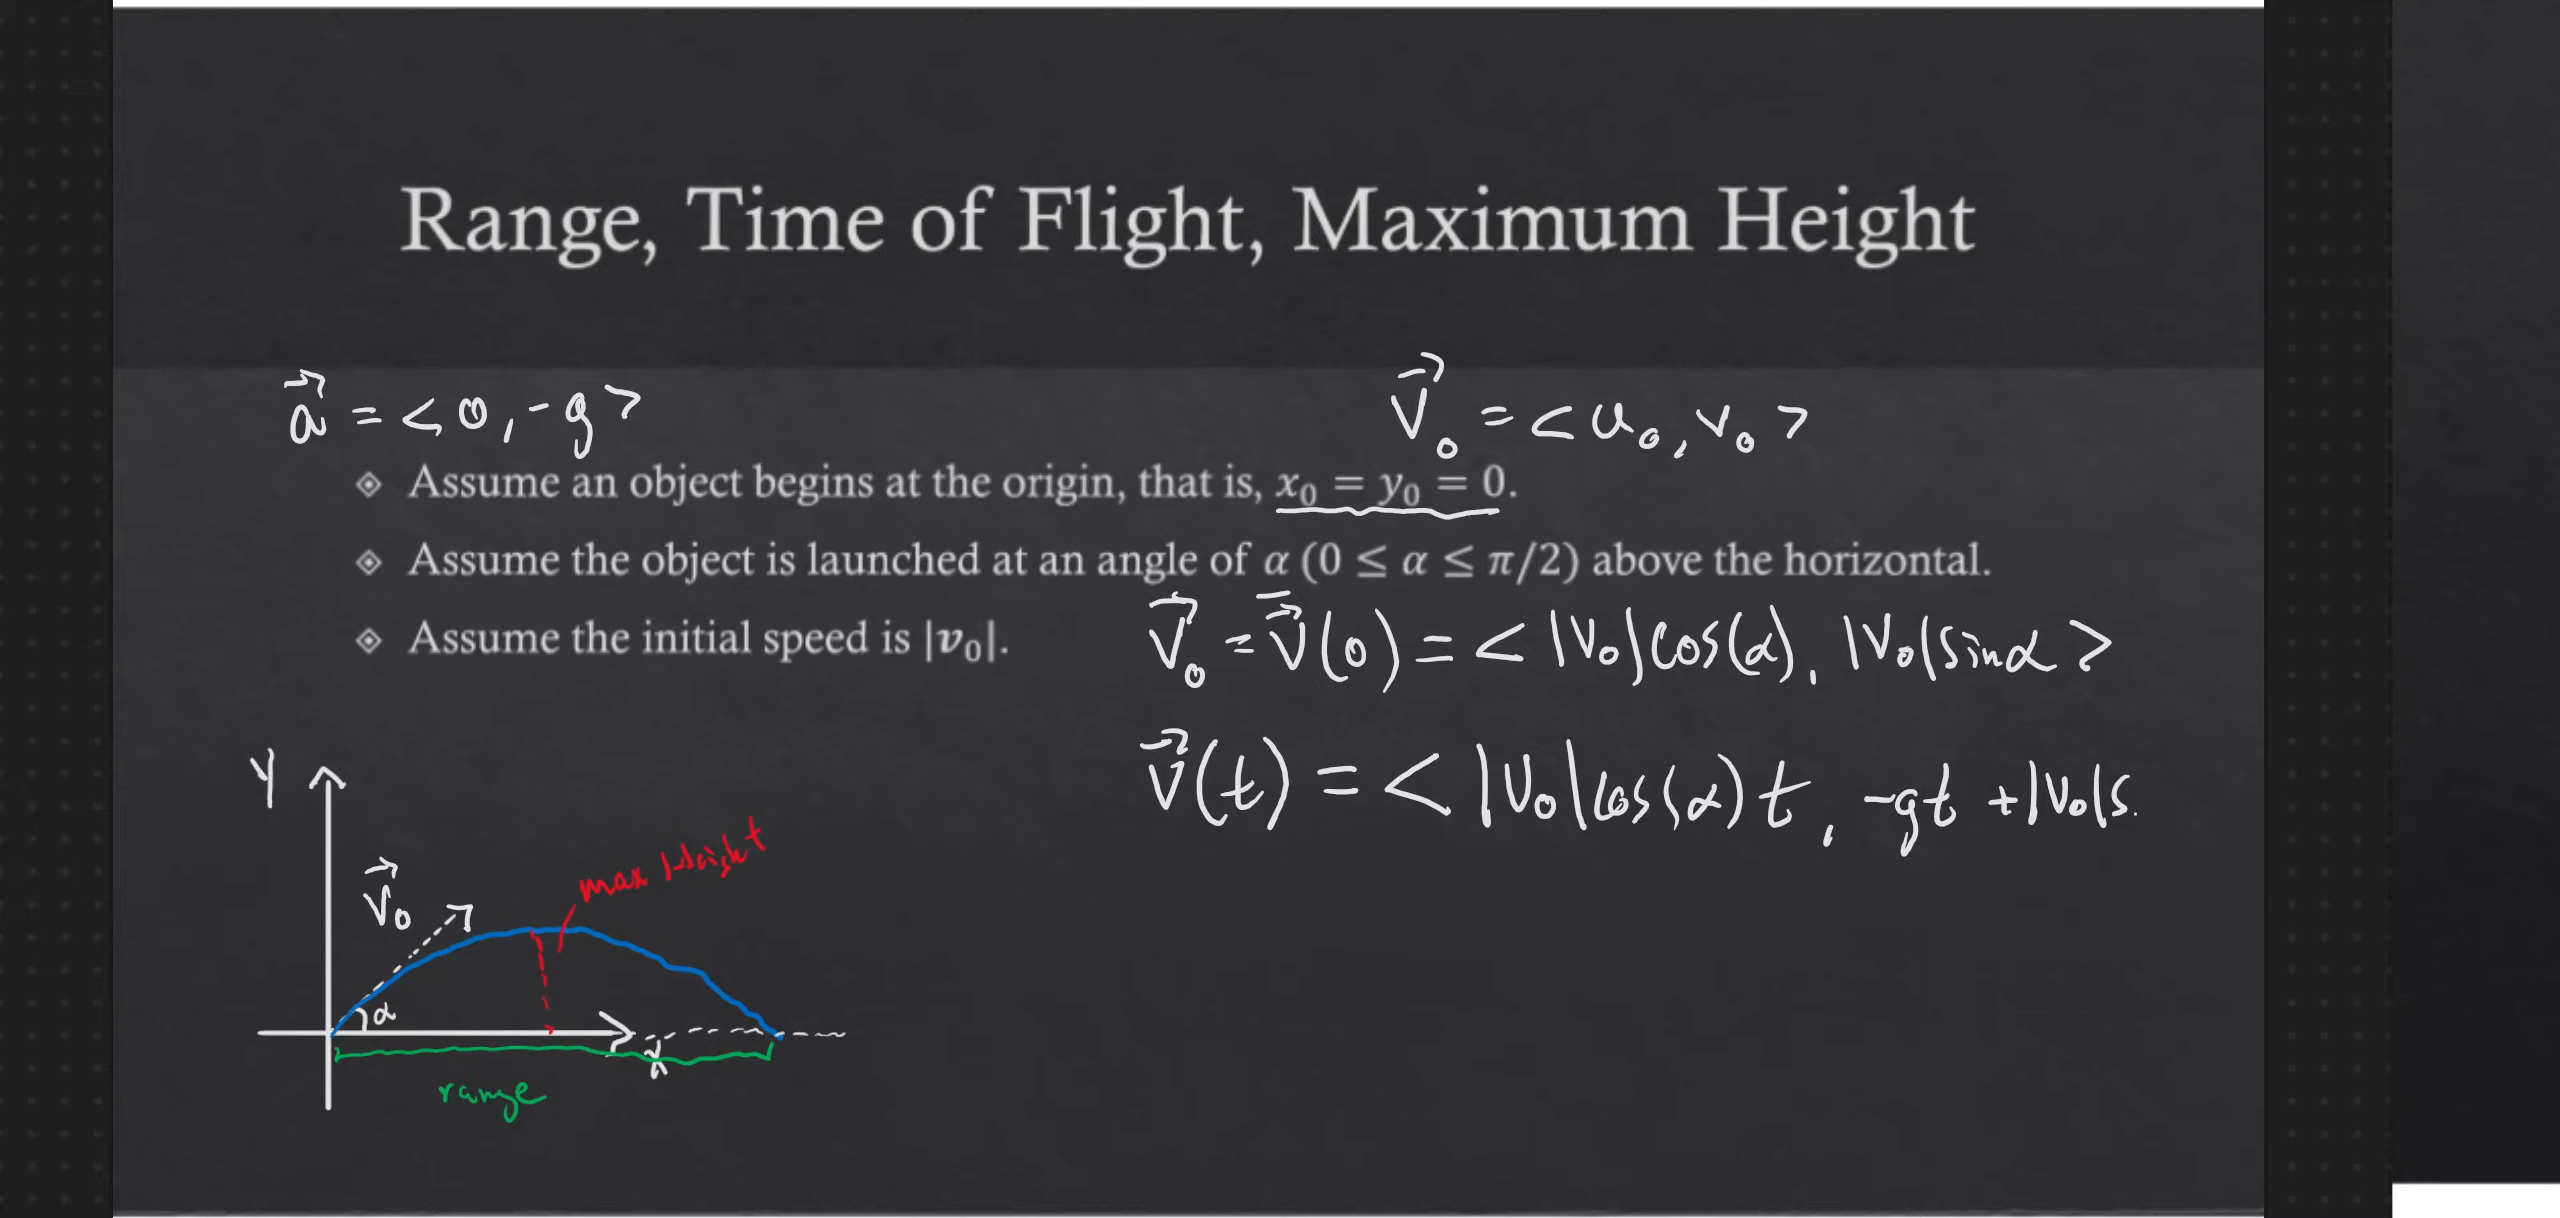 Range, Time of Flight, Maximum Height
a⃗ = <0, -g>
V⃗₀ = <u₀, v₀>
Assume an object begins at the origin, that is, x₀ = y₀ = 0.
Assume the object is launched at an angle of α (0 ≤ α ≤ π/2) above the horizontal.
Assume the initial speed is |v₀|.
V⃗₀ = v⃗(0) = <|V₀|cos(α), |V₀|sinα>
v⃗(t) = <|V₀|cos(α)t, -gt + |V₀|s.
Y
max Height
V⃗₀
α
x
range